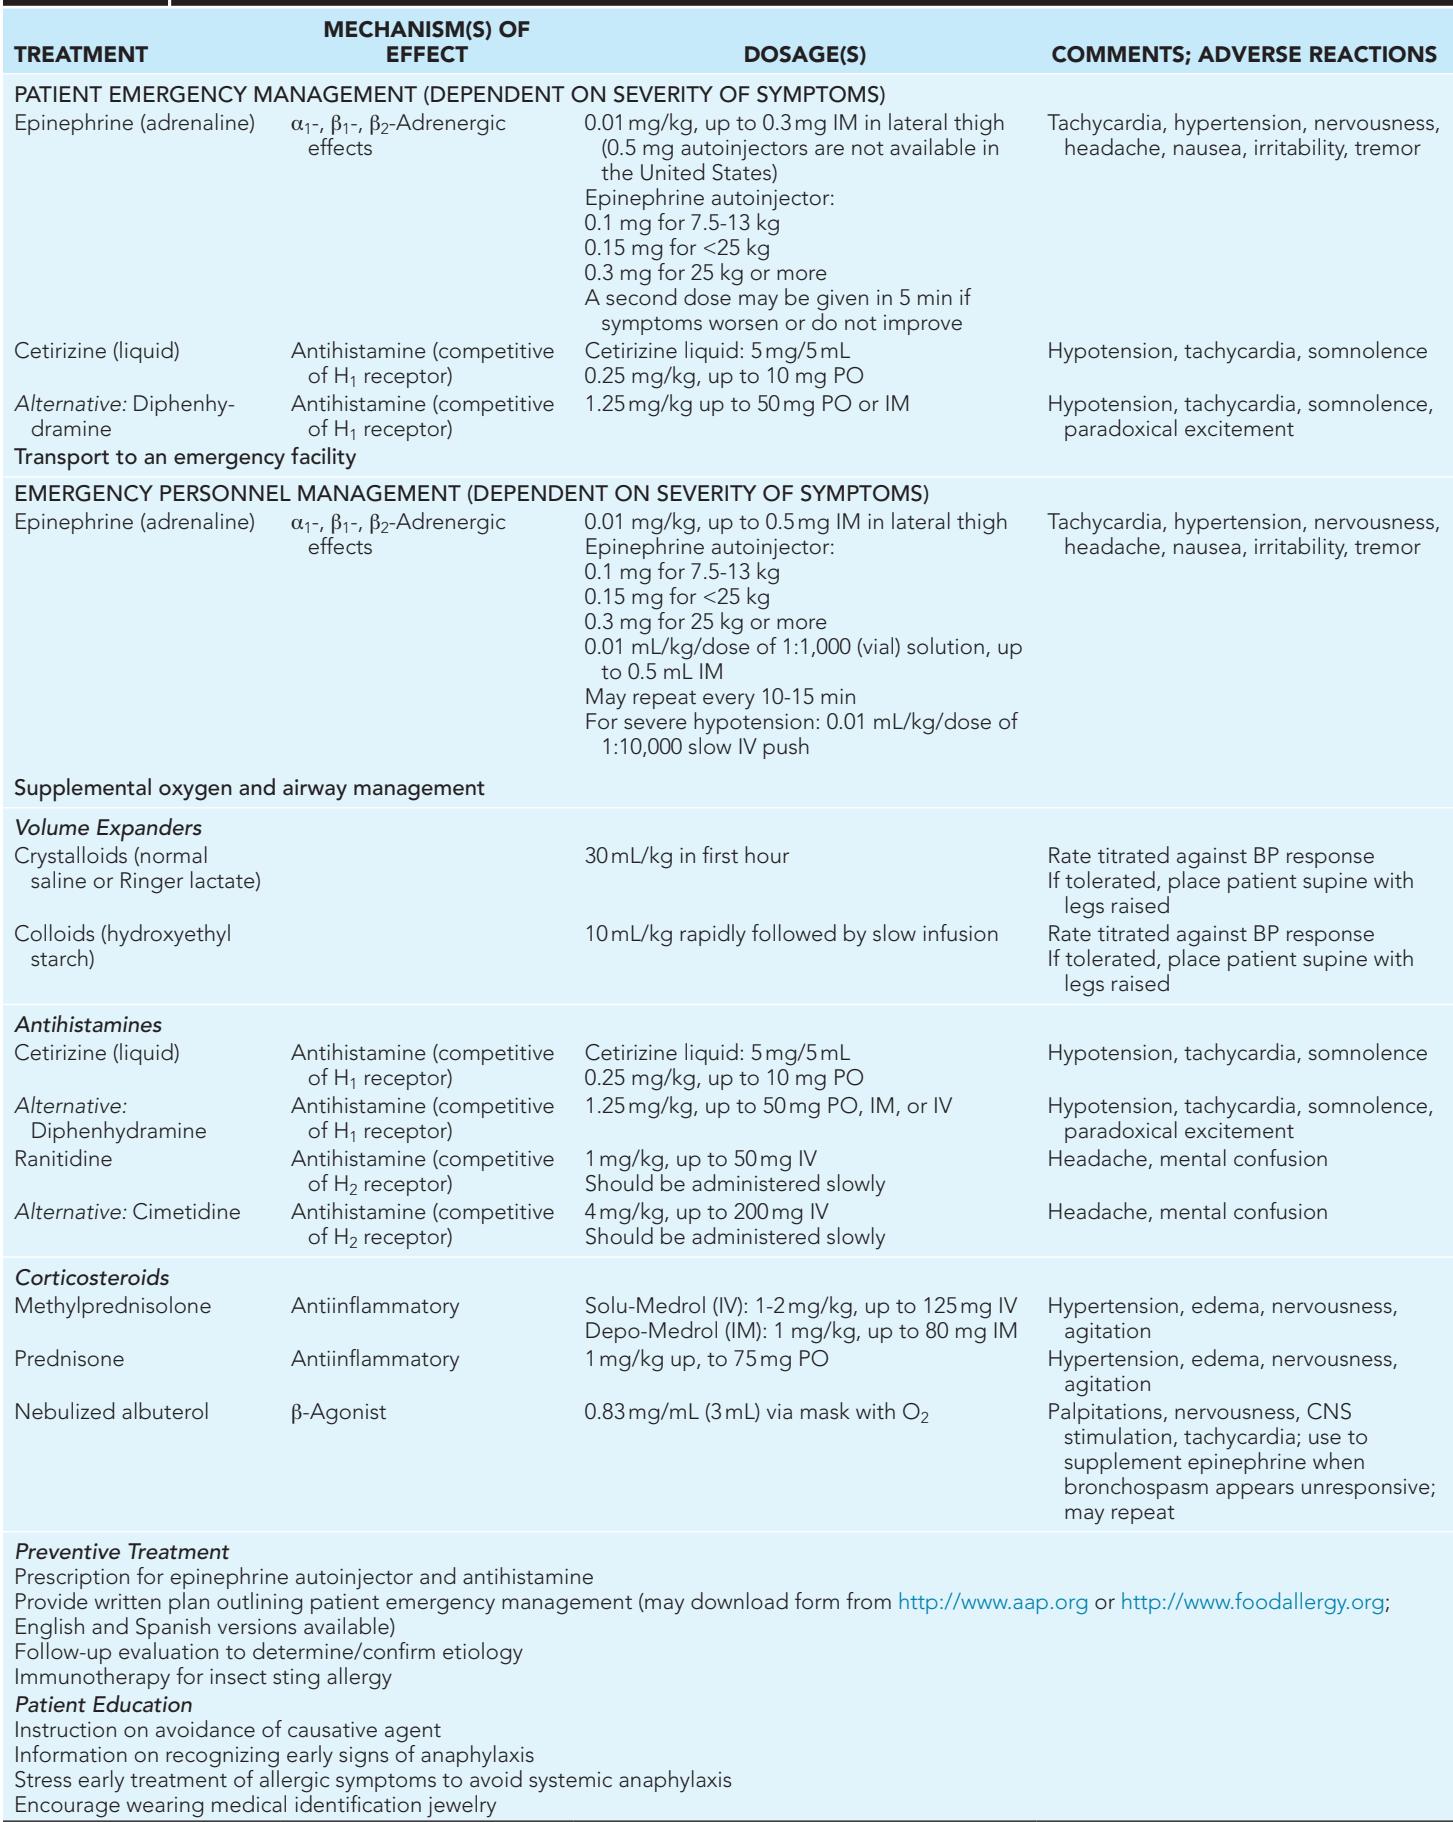 TREATMENT
MECHANISM(S) OF
EFFECT
DOSAGE(S)
COMMENTS; ADVERSE REACTIONS
PATIENT EMERGENCY MANAGEMENT (DEPENDENT ON SEVERITY OF SYMPTOMS)
Epinephrine (adrenaline)
α1-, β1-, β2-Adrenergic
effects
0.01 mg/kg, up to 0.3 mg IM in lateral thigh
(0.5 mg autoinjectors are not available in
the United States)
Epinephrine autoinjector:
0.1 mg for 7.5-13 kg
0.15 mg for <25 kg
0.3 mg for 25 kg or more
A second dose may be given in 5 min if
symptoms worsen or do not improve
Tachycardia, hypertension, nervousness,
headache, nausea, irritability, tremor
Cetirizine (liquid)
Antihistamine (competitive
of H1 receptor)
Cetirizine liquid: 5 mg/5 mL
0.25 mg/kg, up to 10 mg PO
Hypotension, tachycardia, somnolence
Alternative: Diphenhy-
dramine
Antihistamine (competitive
of H1 receptor)
1.25 mg/kg up to 50 mg PO or IM
Hypotension, tachycardia, somnolence,
paradoxical excitement
Transport to an emergency facility
EMERGENCY PERSONNEL MANAGEMENT (DEPENDENT ON SEVERITY OF SYMPTOMS)
Epinephrine (adrenaline)
α1-, β1-, β2-Adrenergic
effects
0.01 mg/kg, up to 0.5 mg IM in lateral thigh
Epinephrine autoinjector:
0.1 mg for 7.5-13 kg
0.15 mg for <25 kg
0.3 mg for 25 kg or more
0.01 mL/kg/dose of 1:1,000 (vial) solution, up
to 0.5 mL IM
May repeat every 10-15 min
For severe hypotension: 0.01 mL/kg/dose of
1:10,000 slow IV push
Tachycardia, hypertension, nervousness,
headache, nausea, irritability, tremor
Supplemental oxygen and airway management
Volume Expanders
Crystalloids (normal
saline or Ringer lactate)
30 mL/kg in first hour
Rate titrated against BP response
If tolerated, place patient supine with
legs raised
Colloids (hydroxyethyl
starch)
10 mL/kg rapidly followed by slow infusion
Rate titrated against BP response
If tolerated, place patient supine with
legs raised
Antihistamines
Cetirizine (liquid)
Antihistamine (competitive
of H1 receptor)
Cetirizine liquid: 5 mg/5 mL
0.25 mg/kg, up to 10 mg PO
Hypotension, tachycardia, somnolence
Alternative:
Diphenhydramine
Antihistamine (competitive
of H1 receptor)
1.25 mg/kg, up to 50 mg PO, IM, or IV
Hypotension, tachycardia, somnolence,
paradoxical excitement
Ranitidine
Antihistamine (competitive
of H2 receptor)
1 mg/kg, up to 50 mg IV
Should be administered slowly
Headache, mental confusion
Alternative: Cimetidine
Antihistamine (competitive
of H2 receptor)
4 mg/kg, up to 200 mg IV
Should be administered slowly
Headache, mental confusion
Corticosteroids
Methylprednisolone
Antiinflammatory
Solu-Medrol (IV): 1-2 mg/kg, up to 125 mg IV
Depo-Medrol (IM): 1 mg/kg, up to 80 mg IM
Hypertension, edema, nervousness,
agitation
Prednisone
Antiinflammatory
1 mg/kg up, to 75 mg PO
Hypertension, edema, nervousness,
agitation
Nebulized albuterol
β-Agonist
0.83 mg/mL (3 mL) via mask with O2
Palpitations, nervousness, CNS
stimulation, tachycardia; use to
supplement epinephrine when
bronchospasm appears unresponsive;
may repeat
Preventive Treatment
Prescription for epinephrine autoinjector and antihistamine
Provide written plan outlining patient emergency management (may download form from http://www.aap.org or http://www.foodallergy.org;
English and Spanish versions available)
Follow-up evaluation to determine/confirm etiology
Immunotherapy for insect sting allergy
Patient Education
Instruction on avoidance of causative agent
Information on recognizing early signs of anaphylaxis
Stress early treatment of allergic symptoms to avoid systemic anaphylaxis
Encourage wearing medical identification jewelry